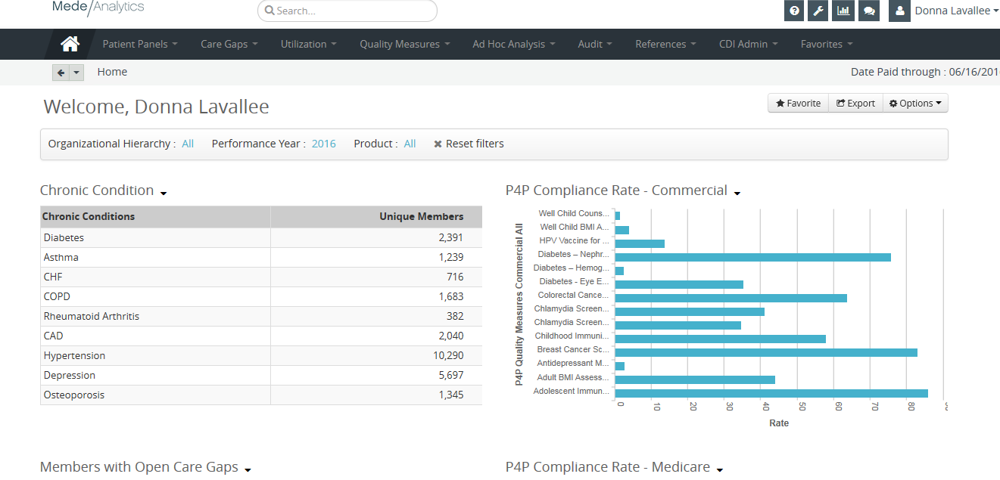 Mede/Analytics
Search...
Donna Lavallee
Patient Panels
Care Gaps
Utilization
Quality Measures
Ad Hoc Analysis
Audit
References
CDI Admin
Favorites
Home
Date Paid through : 06/16/201
Welcome, Donna Lavallee
Favorite
Export
Options
Organizational Hierarchy : All Performance Year : 2016 Product : All Reset filters
Chronic Condition
Chronic Conditions Unique Members
Diabetes 2,391
Asthma 1,239
CHF 716
COPD 1,683
Rheumatoid Arthritis 382
CAD 2,040
Hypertension 10,290
Depression 5,697
Osteoporosis 1,345
P4P Compliance Rate - Commercial
P4P Quality Measures Commercial All
Well Child Couns...
Well Child BMI A...
HPV Vaccine for ...
Diabetes – Nephr...
Diabetes – Hemog...
Diabetes - Eye E...
Colorectal Cance...
Chlamydia Screen...
Chlamydia Screen...
Childhood Immuni...
Breast Cancer Sc...
Antidepressant M...
Adult BMI Assess...
Adolescent Immun...
0 10 20 30 40 50 60 70 80
Rate
Members with Open Care Gaps
P4P Compliance Rate - Medicare